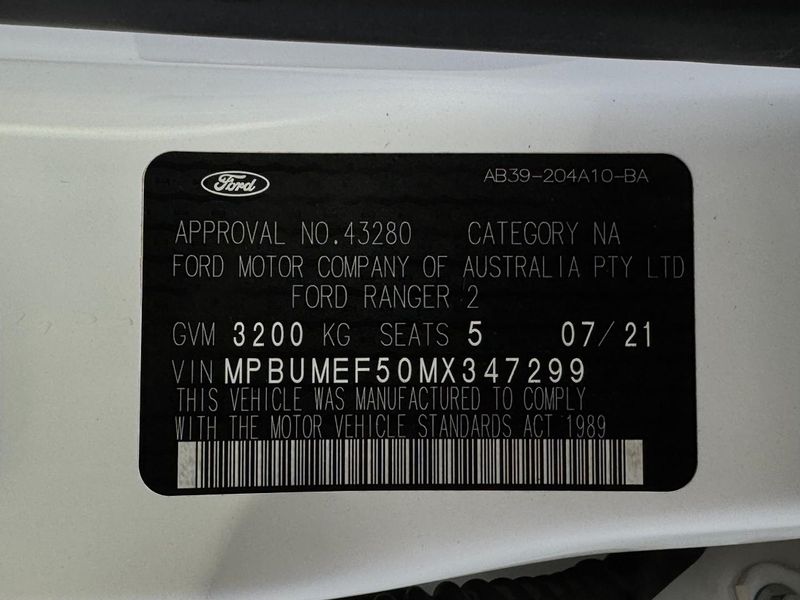 Ford AB39-204A10-BA
APPROVAL NO.43280 CATEGORY NA
FORD MOTOR COMPANY OF AUSTRALIA PTY LTD
FORD RANGER 2
GVM 3200 KG SEATS 5 07/21
VIN MPBUMEF50MX347299
THIS VEHICLE WAS MANUFACTURED TO COMPLY
WITH THE MOTOR VEHICLE STANDARDS ACT 1989